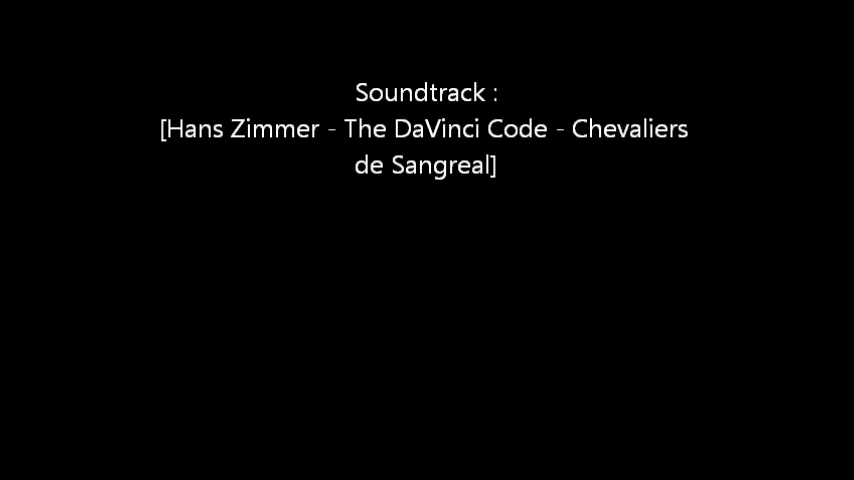 Soundtrack :
[Hans Zimmer - The DaVinci Code - Chevaliers
de Sangreal]